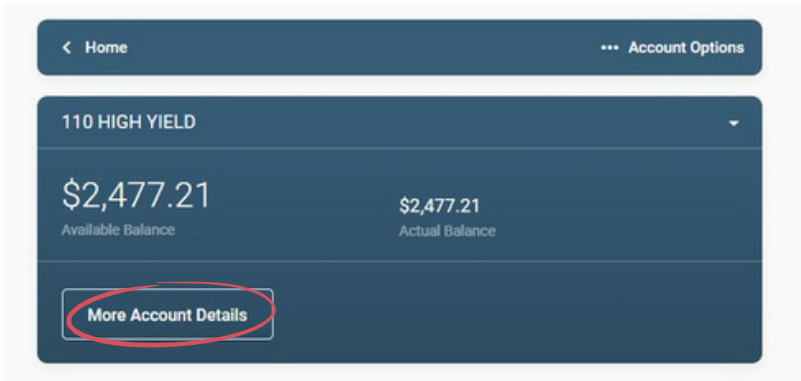 Home
Account Options
110 HIGH YIELD
$2,477.21
Available Balance
$2,477.21
Actual Balance
More Account Details